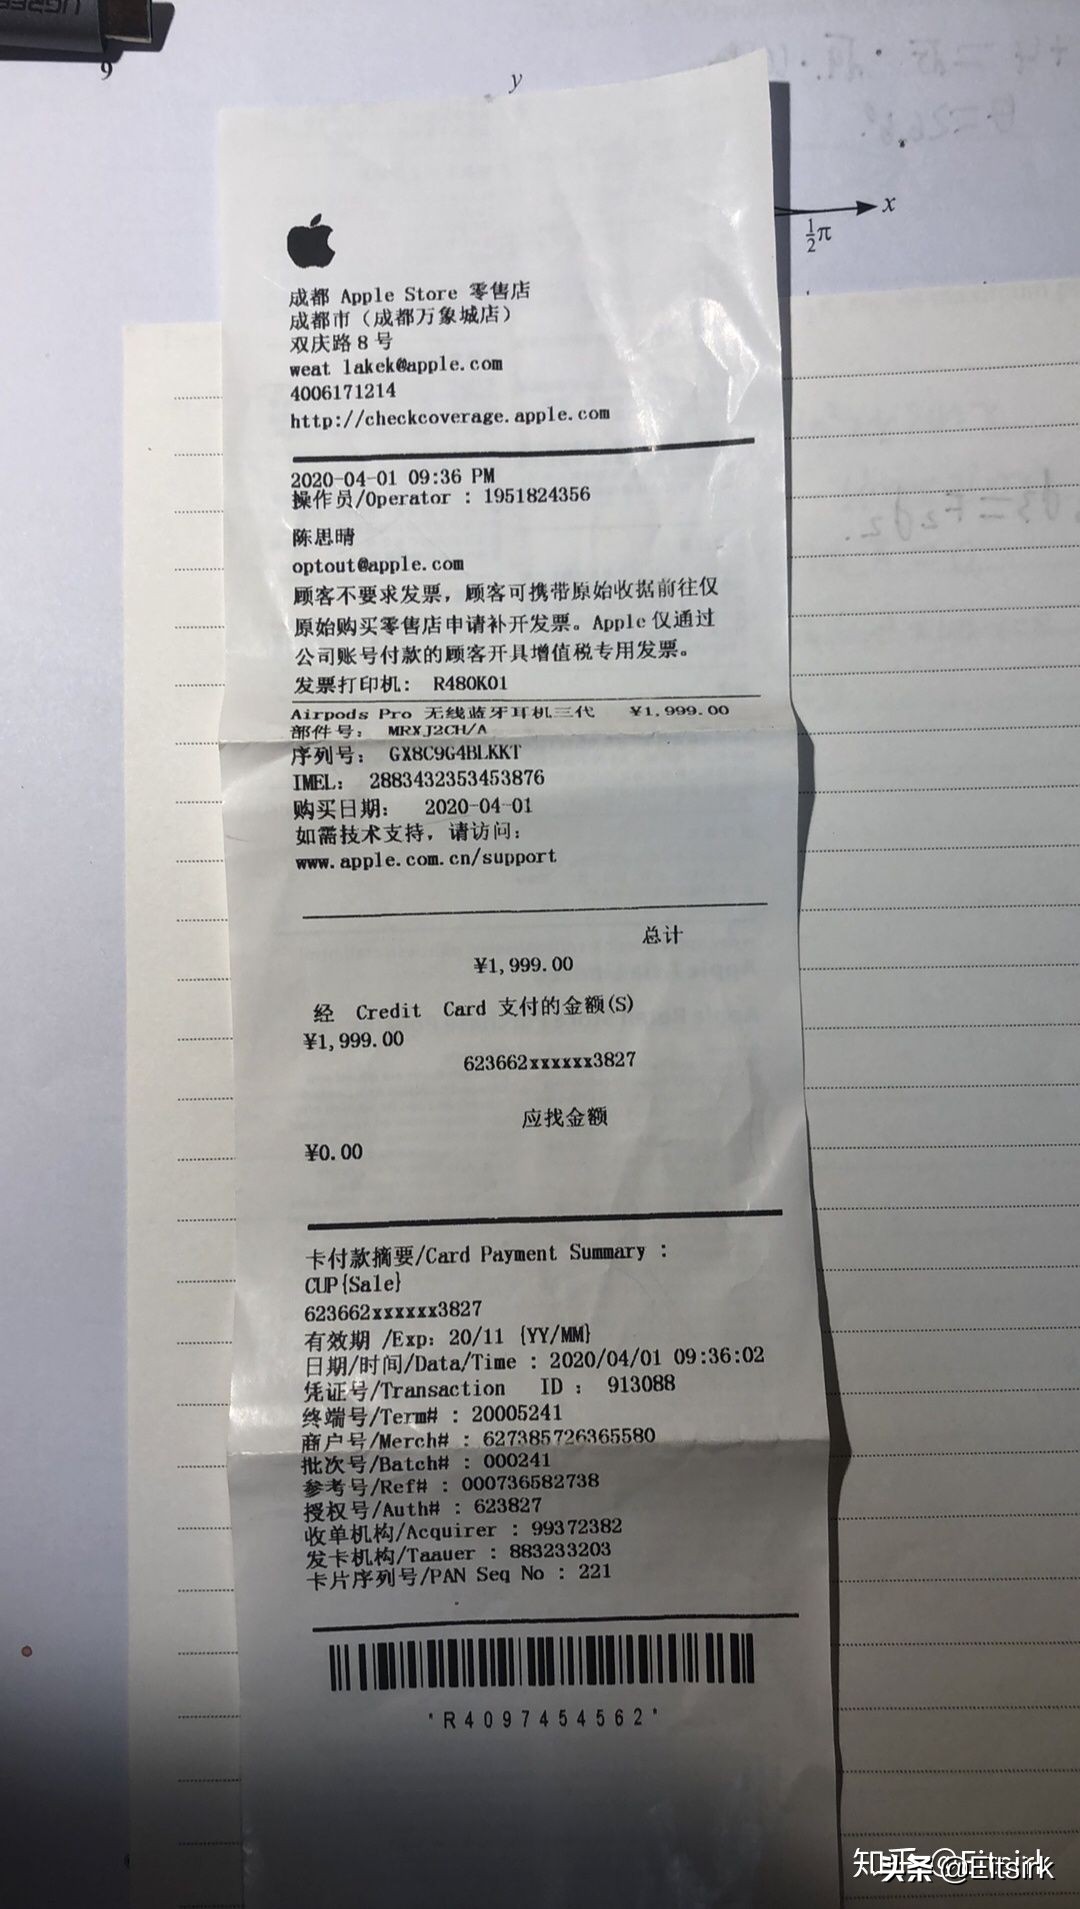 9
y
x
½π
成都 Apple Store 零售店
成都市（成都万象城店）
双庆路8号
weat lakek@apple.com
4006171214
http://checkcoverage.apple.com
2020-04-01 09:36 PM
操作员/Operator : 1951824356
陈思晴
optout@apple.com
顾客不要求发票，顾客可携带原始收据前往仅
原始购买零售店申请补开发票。Apple仅通过
公司账号付款的顾客开具增值税专用发票。
发票打印机: R480K01
Airpods Pro 无线蓝牙耳机三代 ¥1,999.00
部件号: MRXJ2CH/A
序列号: GX8C9G4BLKKT
IMEL: 2883432353453876
购买日期: 2020-04-01
如需技术支持，请访问:
www.apple.com.cn/support
总计
¥1,999.00
经 Credit Card 支付的金额(S)
¥1,999.00
623662xxxxxx3827
应找金额
¥0.00
卡付款摘要/Card Payment Summary :
CUP{Sale}
623662xxxxxx3827
有效期 /Exp: 20/11 {YY/MM}
日期/时间/Data/Time : 2020/04/01 09:36:02
凭证号/Transaction ID : 913088
终端号/Term# : 20005241
商户号/Merch# : 627385726365580
批次号/Batch# : 000241
参考号/Ref# : 000736582738
授权号/Auth# : 623827
收单机构/Acquirer : 99372382
发卡机构/Taauer : 883233203
卡片序列号/PAN Seq No : 221
*R4097454562*
知乎 @Eitsirk
头条 @Eitsirk